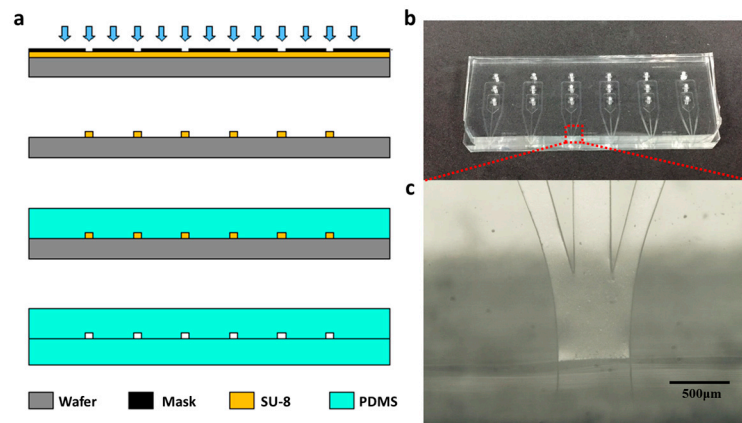 a
b
c
500μm
Wafer
Mask
SU-8
PDMS